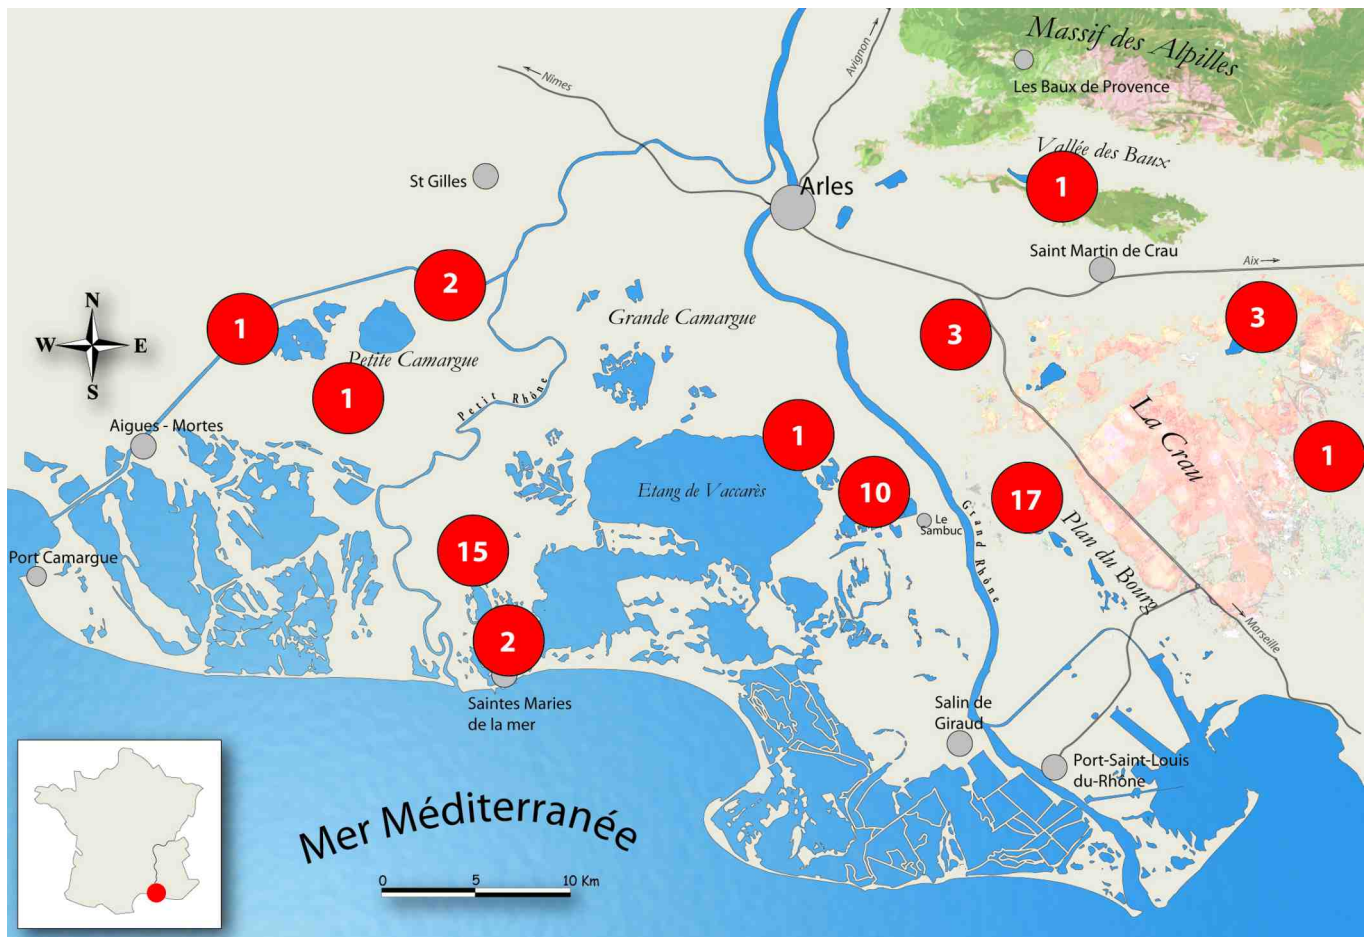 Massif des Alpilles
Les Baux de Provence
Avignon
Nimes
Vallée des Baux
1
St Gilles
Arles
Saint Martin de Crau
Aix
2
1
3
3
N
W E
S
Grande Camargue
Petite Camargue
1
Petit Rhône
Aigues - Mortes
La Crau
1
1
Etang de Vaccarès
10
17
Le
Sambuc
Grand Rhône
Plan du Bourg
15
Port Camargue
2
Marseille
Saintes Maries
de la mer
Salin de
Giraud
Port-Saint-Louis
du-Rhône
Mer Méditerranée
0 5 10 Km